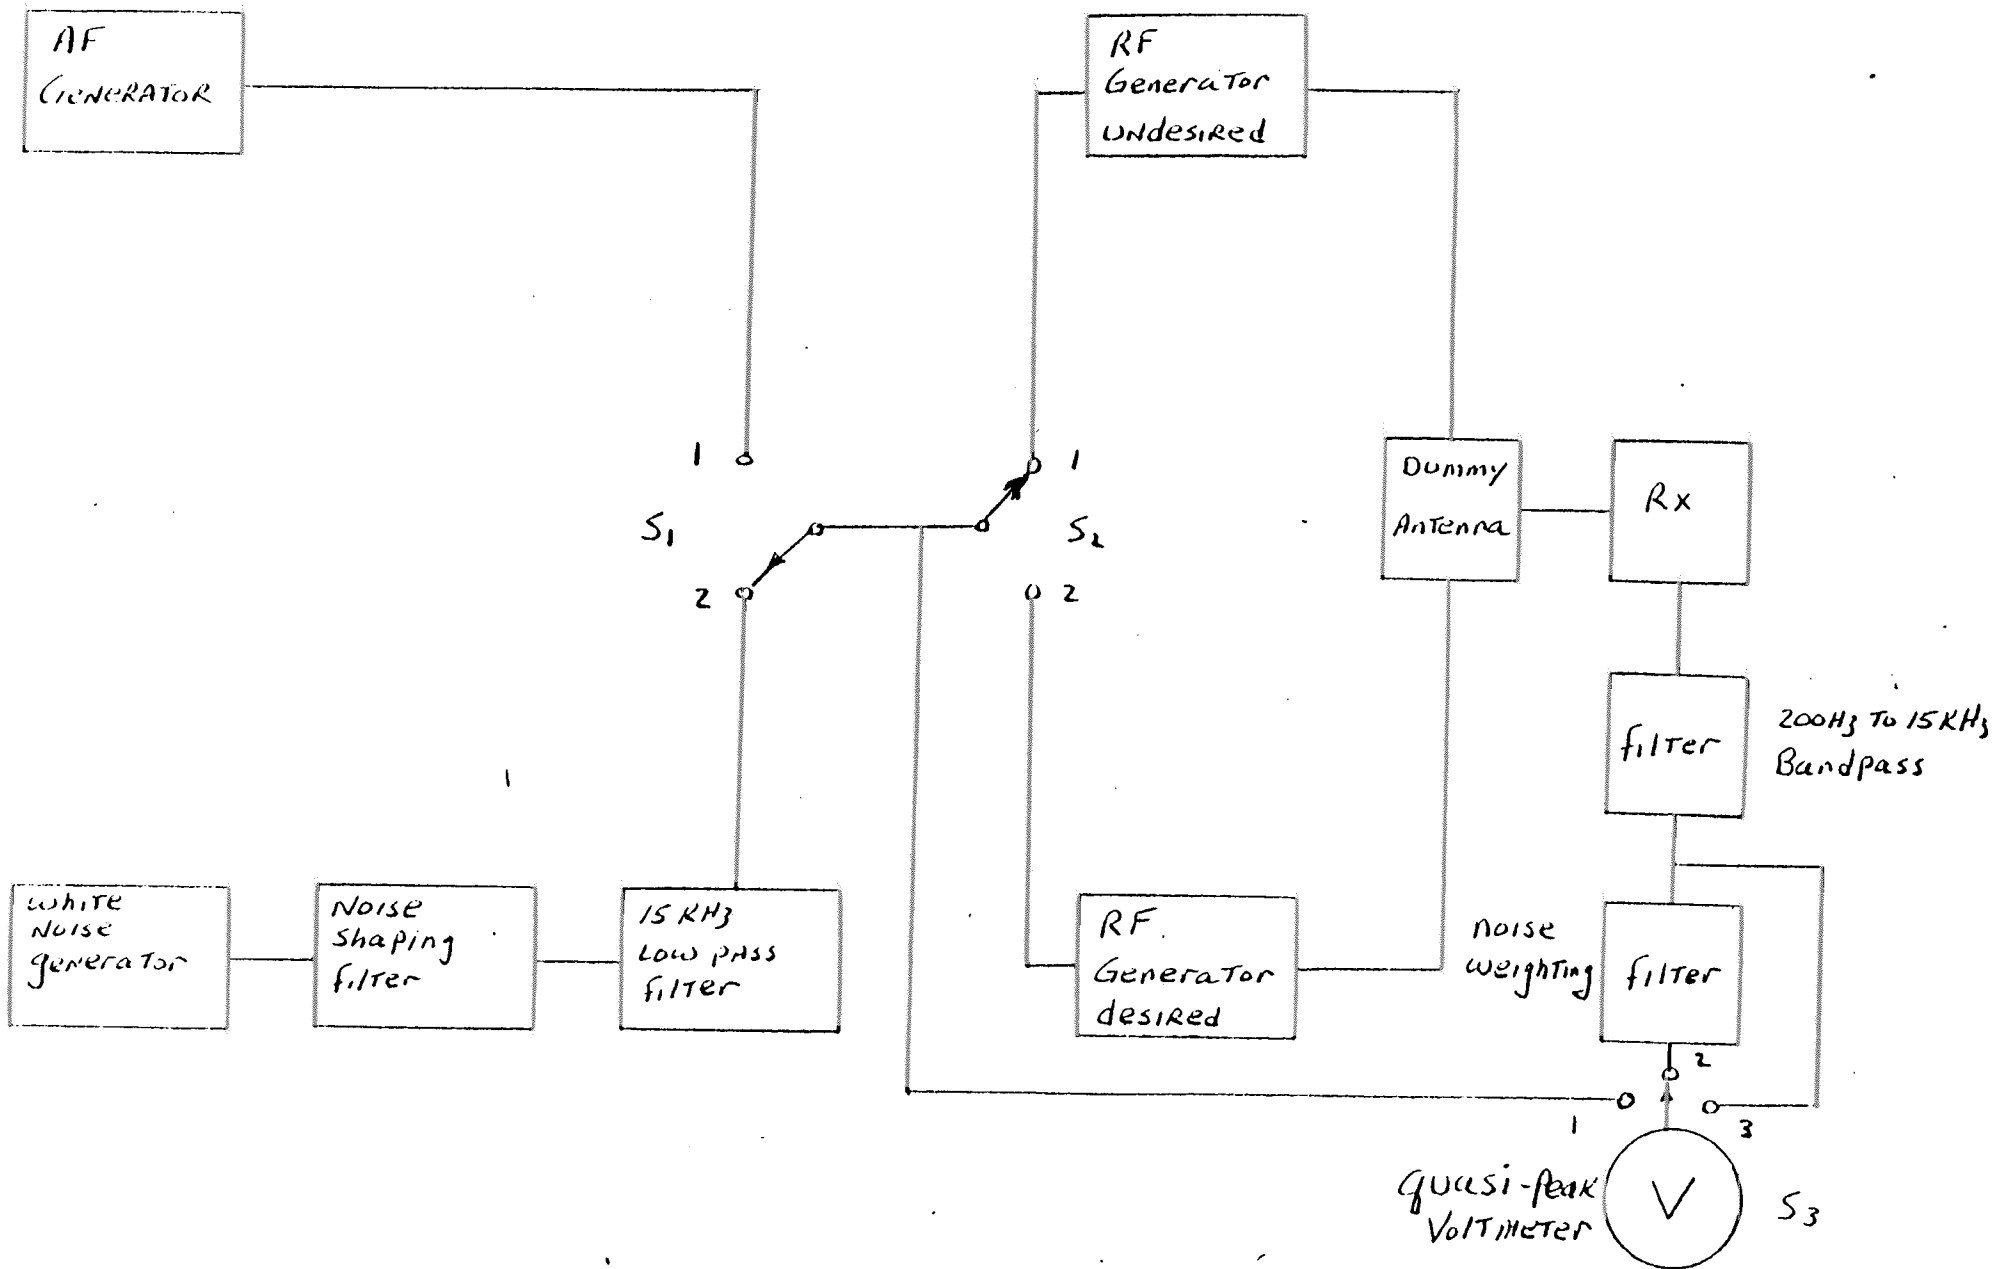 AF
GENERATOR
RF
Generator
UNdesiRed
1
S1
2
1
S2
2
Dummy
Antenna
Rx
filter
200Hz To 15KHz
Bandpass
white
Noise
generator
Noise
shaping
filter
15 KHz
Low pass
filter
RF
Generator
desiRed
noise
weighting
filter
1
2
3
quasi-Peak
VolTmeter
V
S3